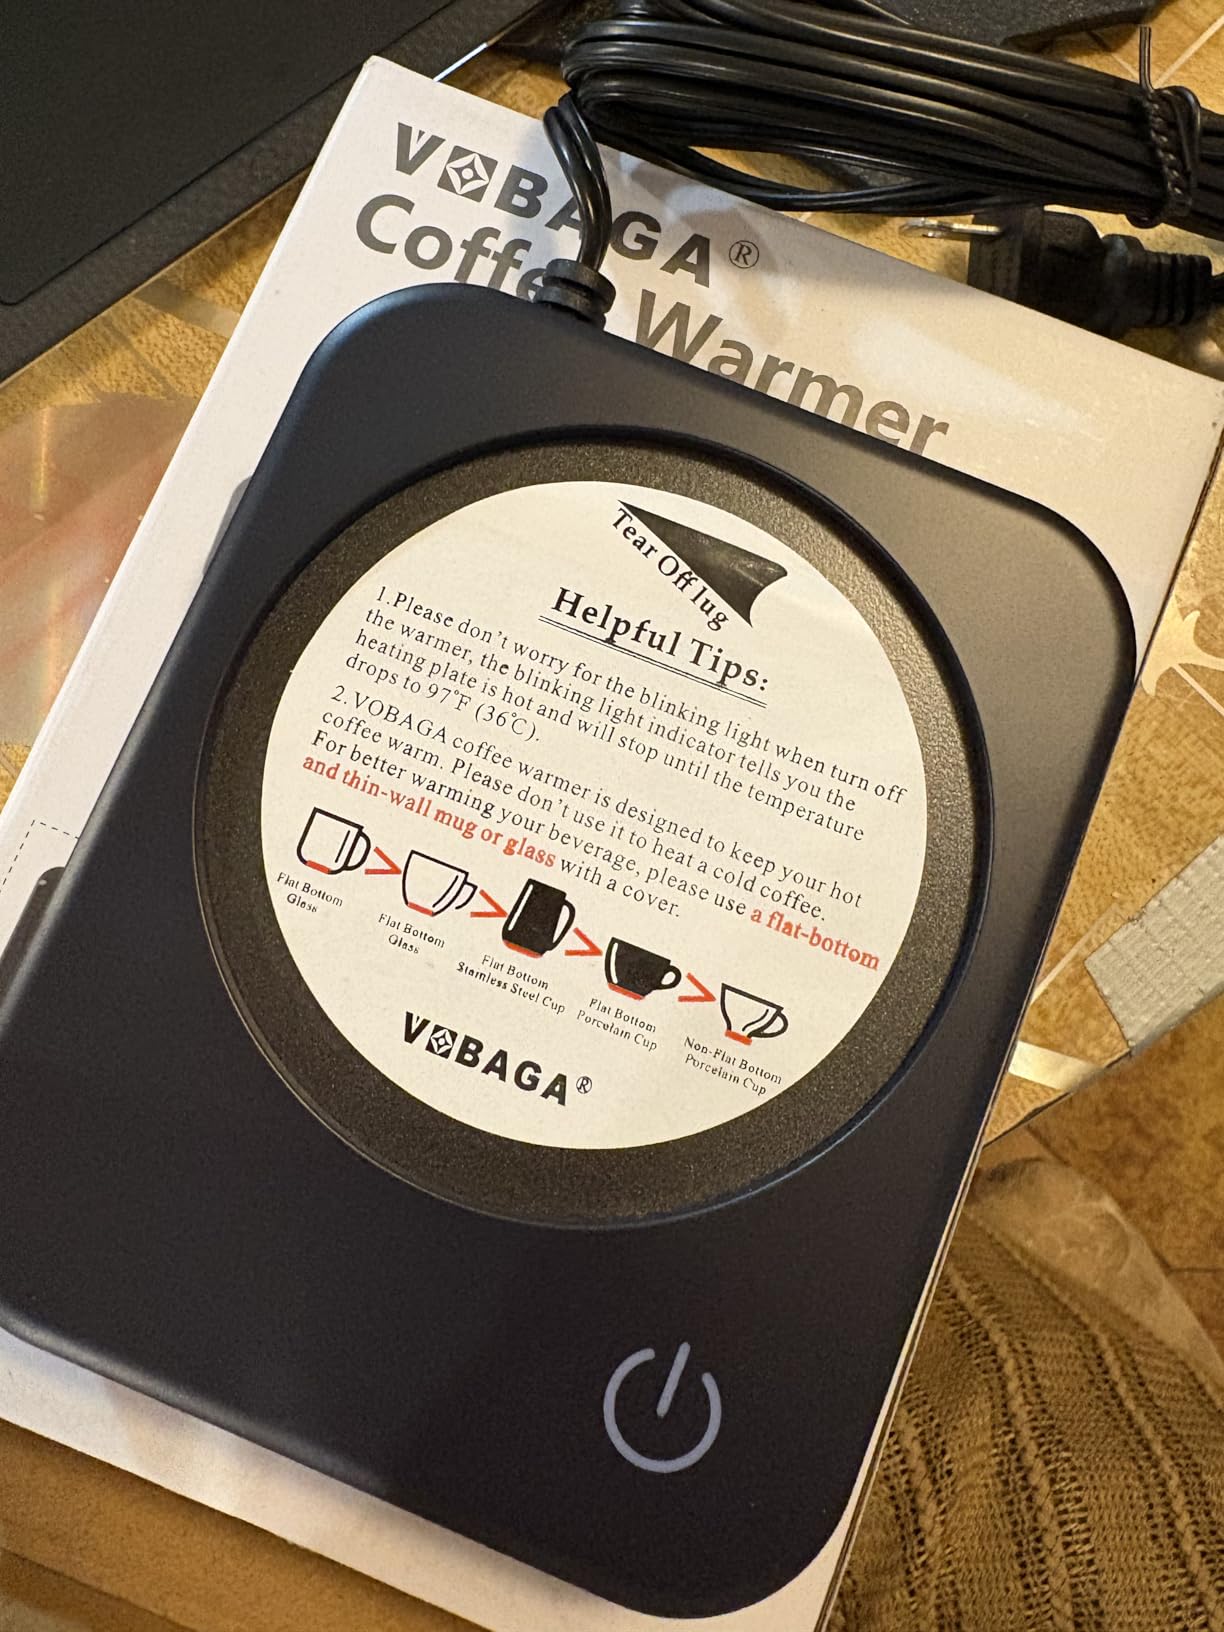 VOBAGA®
Coffee Warmer
Tear Off lug
Helpful Tips:
1.Please don't worry for the blinking light when turn off
the warmer, the blinking light indicator tells you the
heating plate is hot and will stop until the temperature
drops to 97°F (36℃).
2.VOBAGA coffee warmer is designed to keep your hot
coffee warm. Please don't use it to heat a cold coffee.
For better warming your beverage, please use a flat-bottom
and thin-wall mug or glass with a cover.
> > > >
Flat Bottom
Glass
Flat Bottom
Glass
Flat Bottom
Stainless Steel Cup
Flat Bottom
Porcelain Cup
Non-Flat Bottom
Porcelain Cup
VOBAGA®